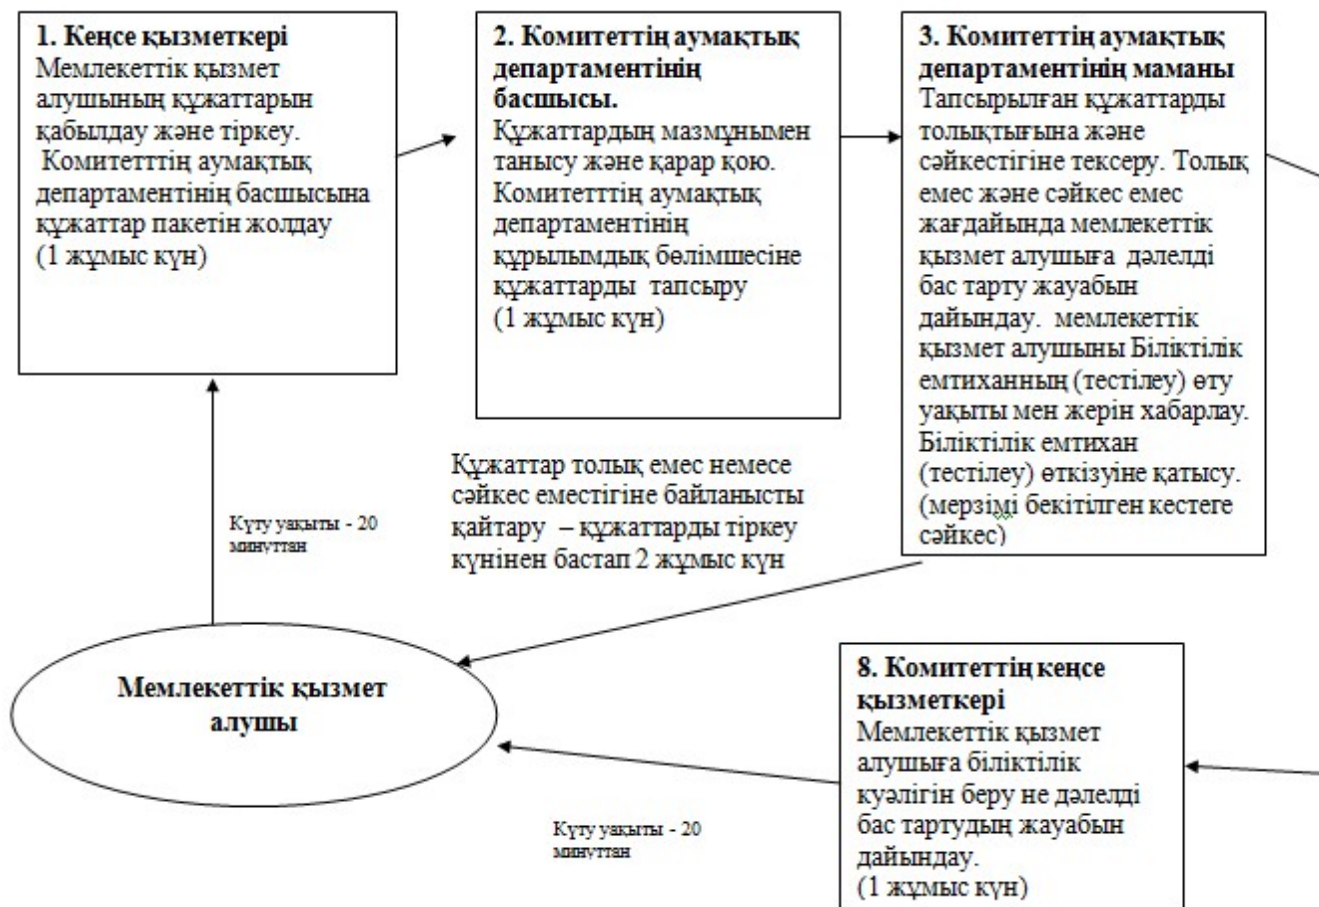 1. Кеңсе қызметкері
Мемлекеттік қызмет
алушының құжаттарын
қабылдау және тіркеу.
Комитетттің аумақтық
департаментінің басшысына
құжаттар пакетін жолдау
(1 жұмыс күн)
2. Комитеттің аумақтық
департаментінің
басшысы.
Құжаттардың мазмұнымен
танысу және қарар қою.
Комитетттің аумақтық
департаментінің
құрылымдық бөлімшесіне
құжаттарды тапсыру
(1 жұмыс күн)
3. Комитеттің аумақтық
департаментінің маманы
Тапсырылған құжаттарды
толықтығына және
сәйкестігіне тексеру. Толық
емес және сәйкес емес
жағдайында мемлекеттік
қызмет алушыға дәлелді
бас тарту жауабын
дайындау. мемлекеттік
қызмет алушыны Біліктілік
емтиханның (тестілеу) өту
уақыты мен жерін хабарлау.
Біліктілік емтихан
(тестілеу) өткізуіне қатысу.
(мерзімі бекітілген кестеге
сәйкес)
Құжаттар толық емес немесе
сәйкес еместігіне байланысты
қайтару – құжаттарды тіркеу
күнінен бастап 2 жұмыс күн
Күту уақыты - 20
минуттан
Мемлекеттік қызмет
алушы
8. Комитеттің кеңсе
қызметкері
Мемлекеттік қызмет
алушыға біліктілік
куәлігін беру не дәлелді
бас тартудың жауабын
дайындау.
(1 жұмыс күн)
Күту уақыты - 20
минуттан